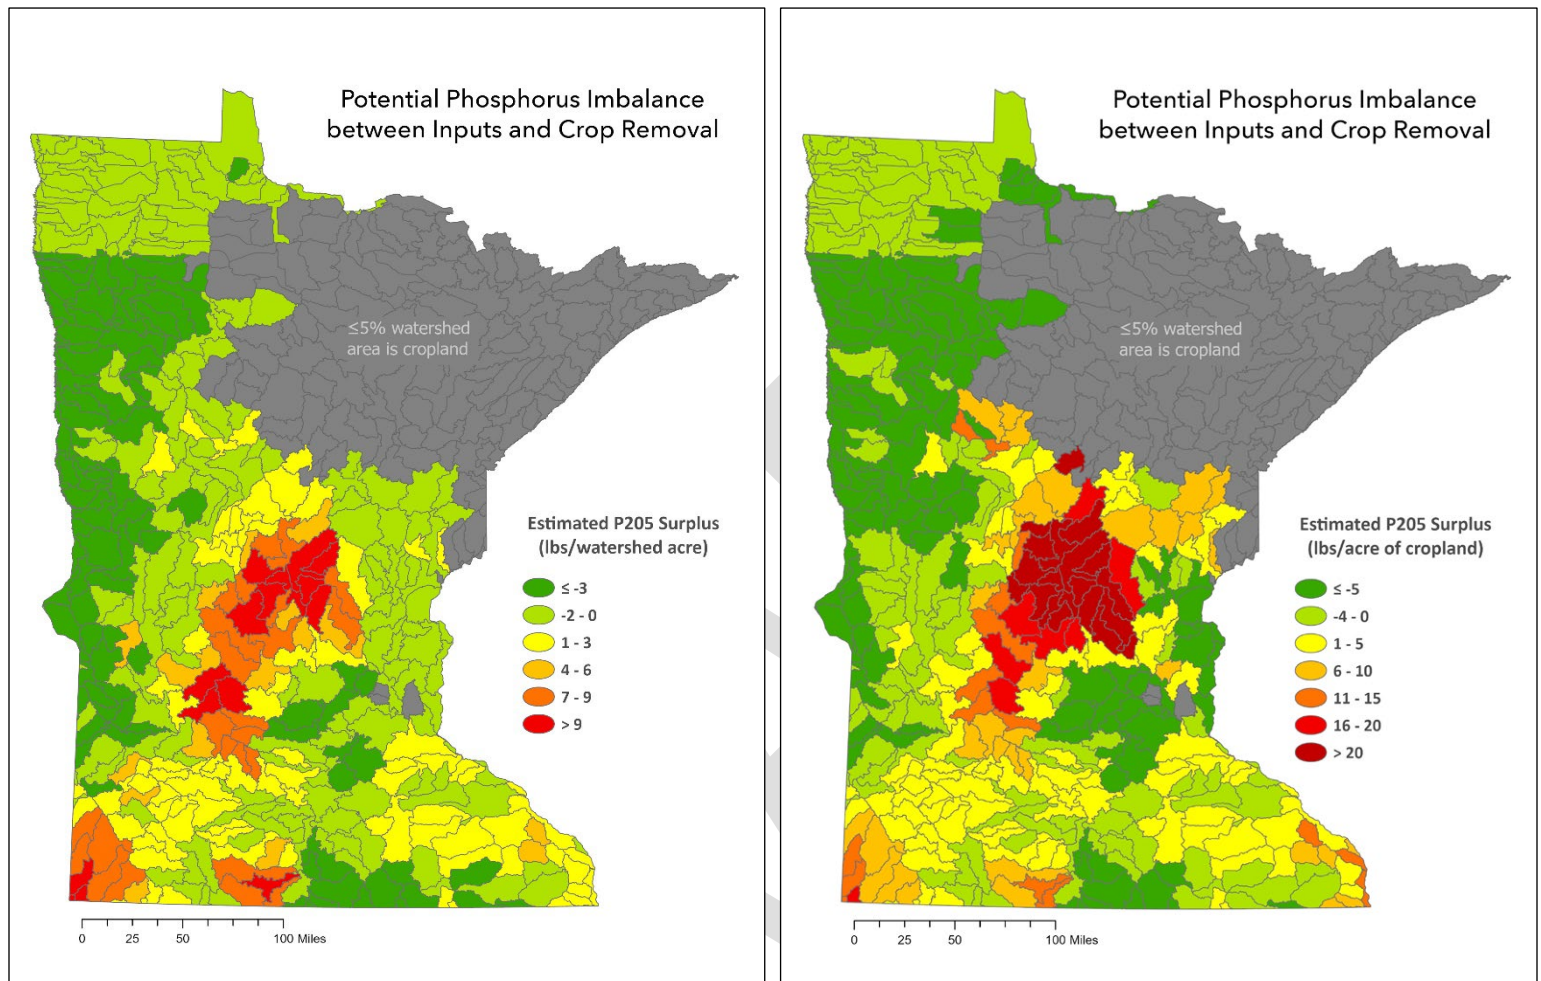 Potential Phosphorus Imbalance
between Inputs and Crop Removal
≤5% watershed
area is cropland
Estimated P205 Surplus
(lbs/watershed acre)
≤ -3
-2 - 0
1 - 3
4 - 6
7 - 9
> 9
0 25 50 100 Miles
Potential Phosphorus Imbalance
between Inputs and Crop Removal
≤5% watershed
area is cropland
Estimated P205 Surplus
(lbs/acre of cropland)
≤ -5
-4 - 0
1 - 5
6 - 10
11 - 15
16 - 20
> 20
0 25 50 100 Miles